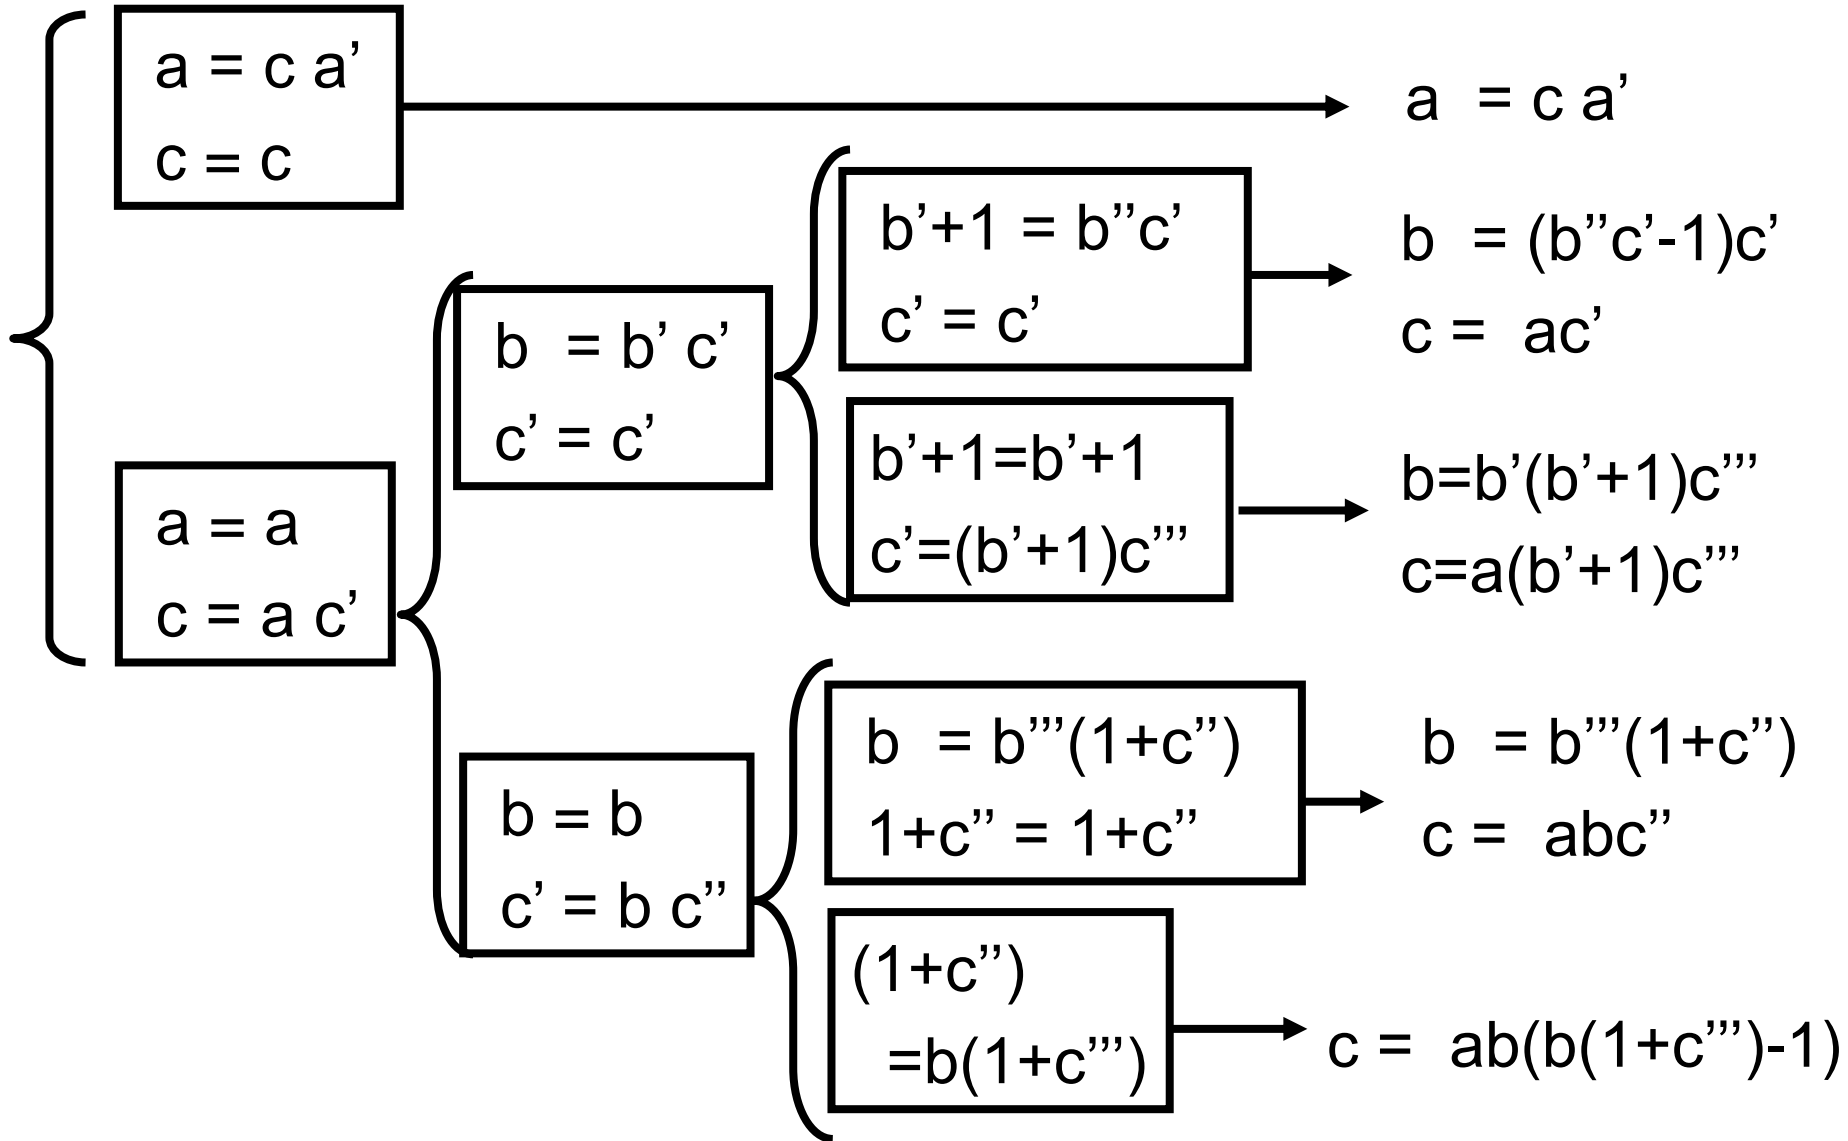 a = c a’
c = c
a = c a’
a = a
c = a c’
b = b’ c’
c’ = c’
b’+1 = b’’c’
c’ = c’
b = (b’’c’-1)c’
c = ac’
b’+1=b’+1
c’=(b’+1)c’’’
b=b’(b’+1)c’’’
c=a(b’+1)c’’’
b = b
c’ = b c’’
b = b’’’(1+c’’)
1+c’’ = 1+c’’
b = b’’’(1+c’’)
c = abc’’
(1+c’’)
=b(1+c’’’)
c = ab(b(1+c’’’)-1)